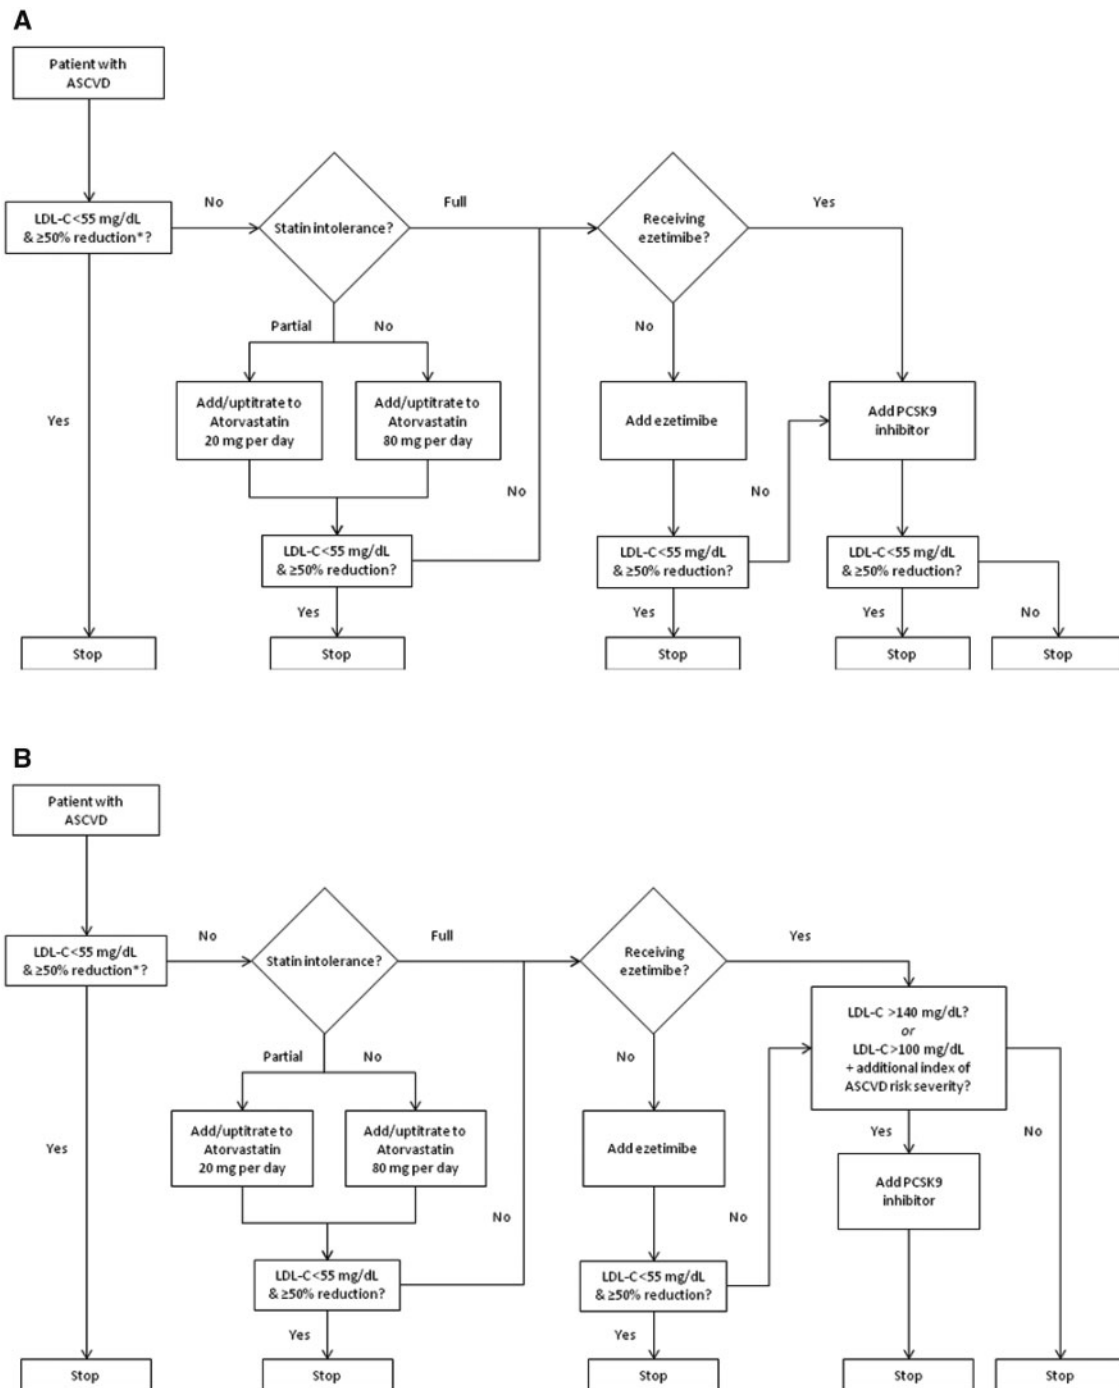 A
Patient with
ASCVD
LDL-C<55 mg/dL
& ≥50% reduction*?
No
Statin intolerance?
Full
Receiving
ezetimibe?
Yes
Partial
No
No
Yes
Add/uptitrate to
Atorvastatin
20 mg per day
Add/uptitrate to
Atorvastatin
80 mg per day
Add ezetimibe
Add PCSK9
inhibitor
No
No
LDL-C<55 mg/dL
& ≥50% reduction?
LDL-C<55 mg/dL
& ≥50% reduction?
LDL-C<55 mg/dL
& ≥50% reduction?
Yes
Yes
Yes
No
Stop
Stop
Stop
Stop
Stop
B
Patient with
ASCVD
LDL-C<55 mg/dL
& ≥50% reduction*?
No
Statin intolerance?
Full
Receiving
ezetimibe?
Yes
LDL-C >140 mg/dL?
or
LDL-C>100 mg/dL
+ additional index of
ASCVD risk severity?
Partial
No
No
Yes
Add/uptitrate to
Atorvastatin
20 mg per day
Add/uptitrate to
Atorvastatin
80 mg per day
Add ezetimibe
Yes
No
Add PCSK9
inhibitor
No
No
LDL-C<55 mg/dL
& ≥50% reduction?
LDL-C<55 mg/dL
& ≥50% reduction?
Yes
Yes
Stop
Stop
Stop
Stop
Stop